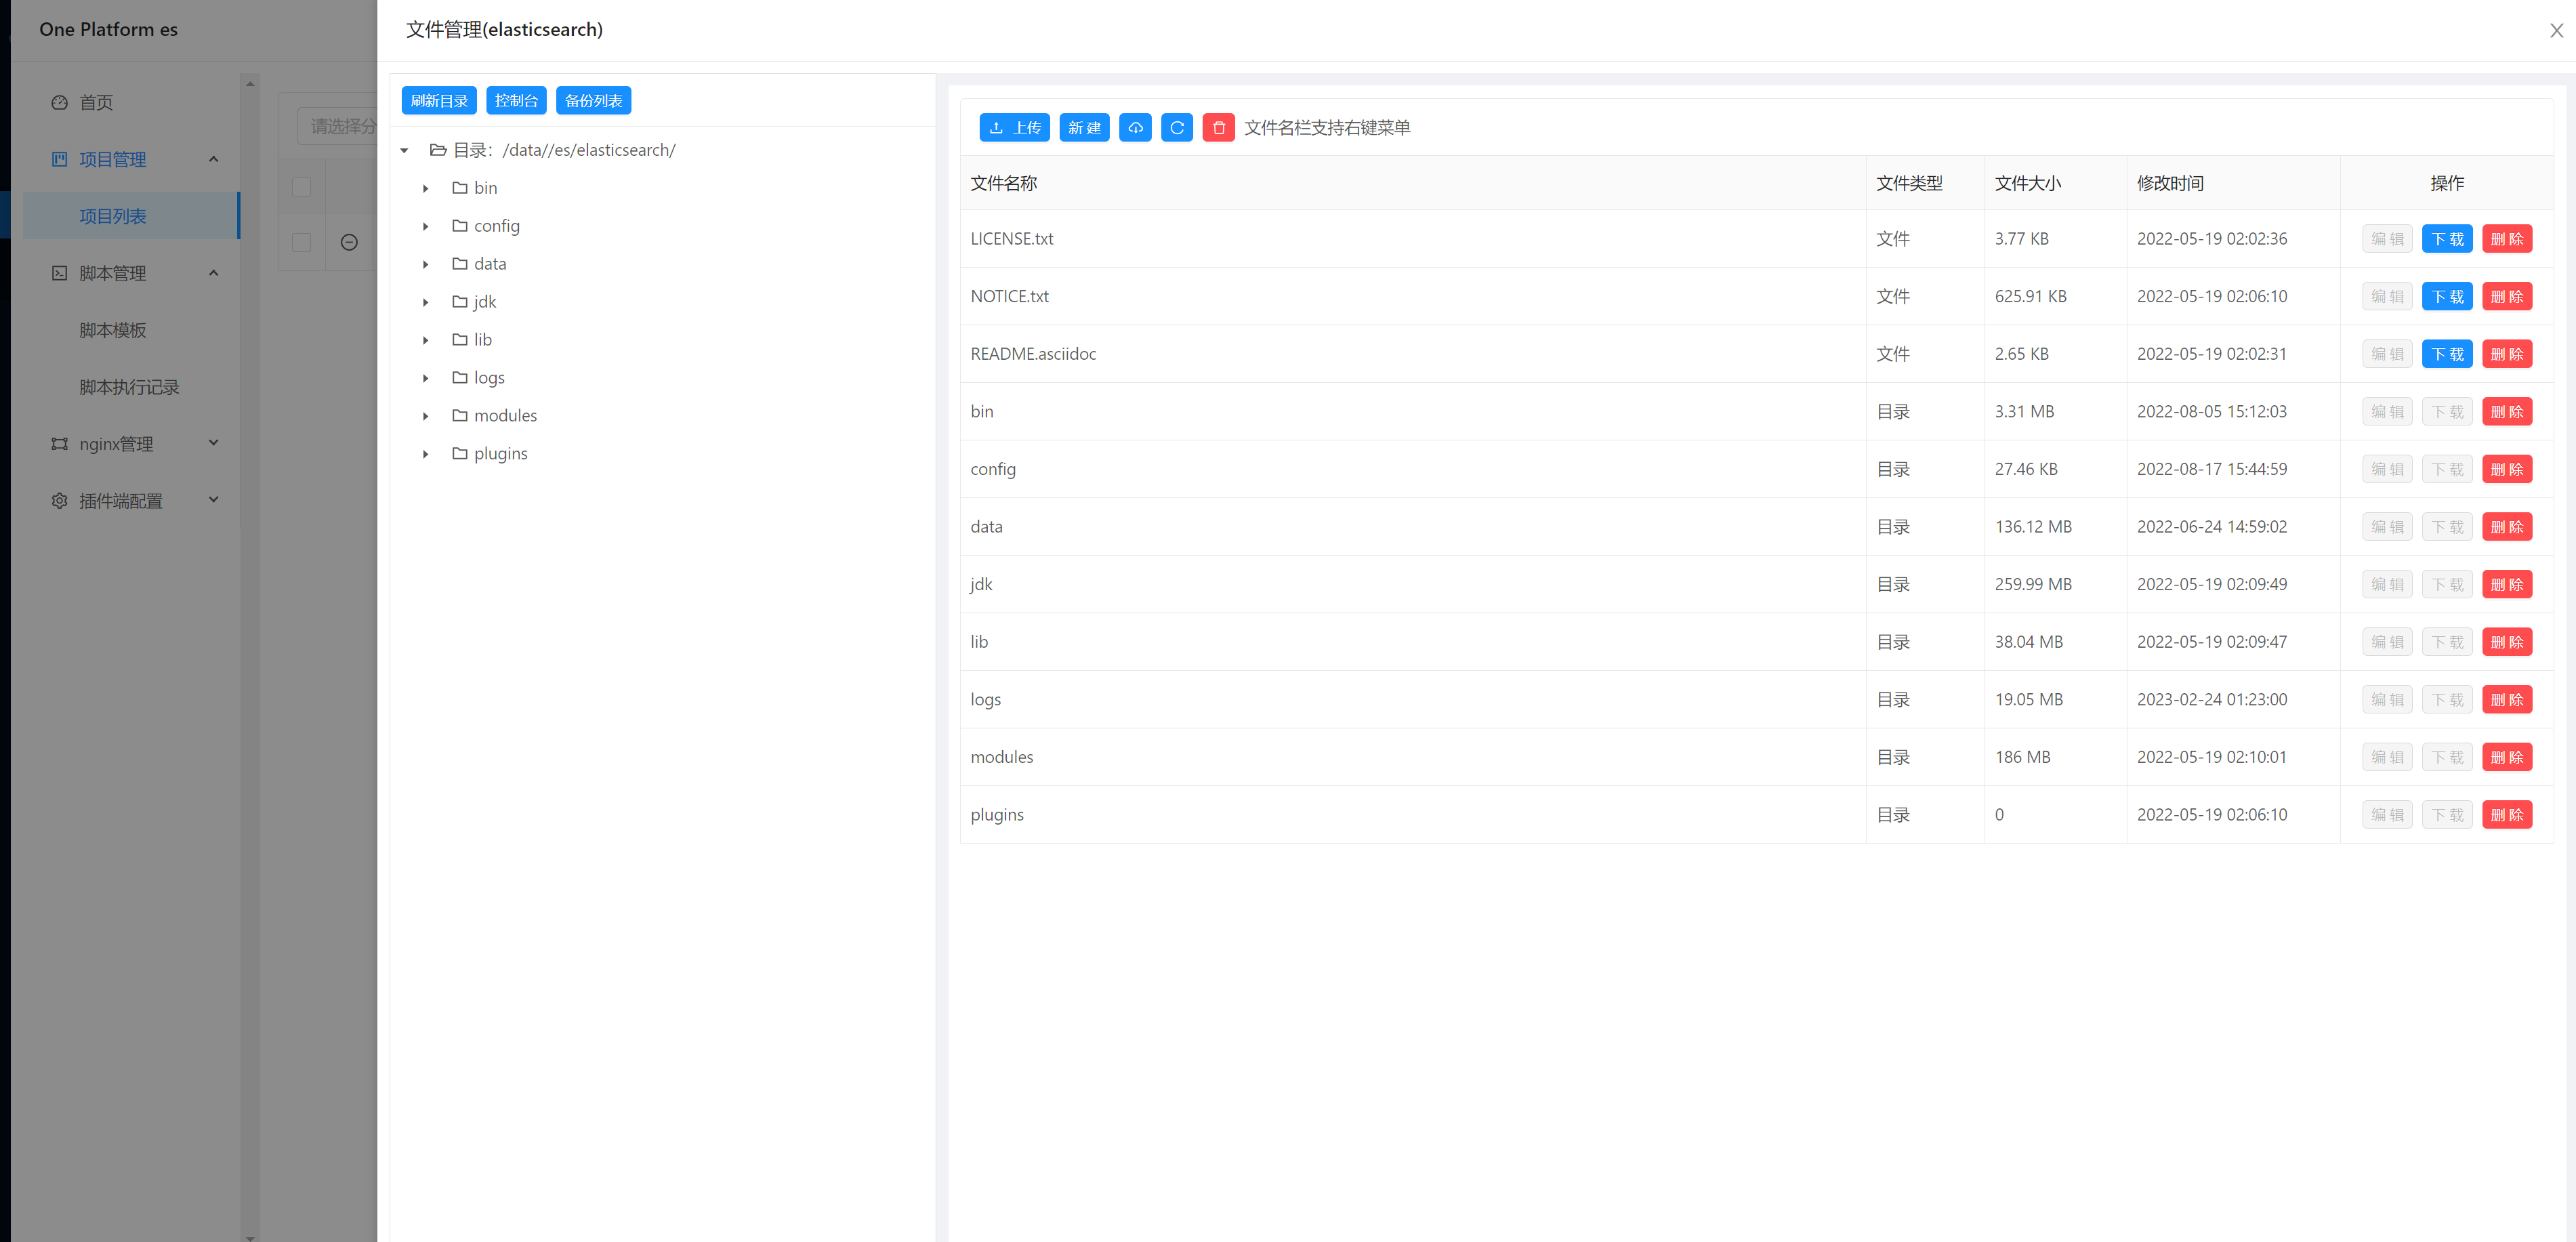 One Platform es
首页
项目管理
项目列表
脚本管理
脚本模板
脚本执行记录
nginx管理
插件端配置
请选择分
文件管理(elasticsearch)
刷新目录 控制台 备份列表
目录：/data//es/elasticsearch/
bin
config
data
jdk
lib
logs
modules
plugins
上传 新建 文件名栏支持右键菜单
文件名称 文件类型 文件大小 修改时间 操作
LICENSE.txt 文件 3.77 KB 2022-05-19 02:02:36 编辑 下载 删除
NOTICE.txt 文件 625.91 KB 2022-05-19 02:06:10 编辑 下载 删除
README.asciidoc 文件 2.65 KB 2022-05-19 02:02:31 编辑 下载 删除
bin 目录 3.31 MB 2022-08-05 15:12:03 编辑 下载 删除
config 目录 27.46 KB 2022-08-17 15:44:59 编辑 下载 删除
data 目录 136.12 MB 2022-06-24 14:59:02 编辑 下载 删除
jdk 目录 259.99 MB 2022-05-19 02:09:49 编辑 下载 删除
lib 目录 38.04 MB 2022-05-19 02:09:47 编辑 下载 删除
logs 目录 19.05 MB 2023-02-24 01:23:00 编辑 下载 删除
modules 目录 186 MB 2022-05-19 02:10:01 编辑 下载 删除
plugins 目录 0 2022-05-19 02:06:10 编辑 下载 删除